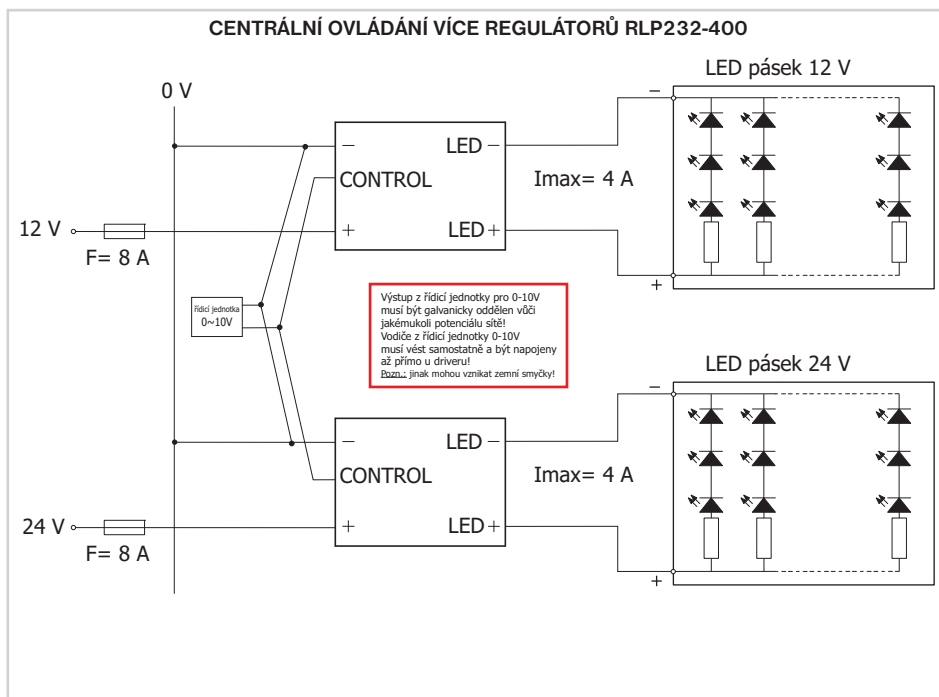 CENTRÁLNÍ OVLÁDÁNÍ VÍCE REGULÁTORŮ RLP232-400
LED pásek 12 V
0 V
−
− LED −
CONTROL
Imax= 4 A
12 V
+ LED +
F= 8 A
+
řídicí jednotka
0~10V
Výstup z řídicí jednotky pro 0-10V
musí být galvanicky oddělen vůči
jakémukoli potenciálu sítě!
Vodiče z řídicí jednotky 0-10V
musí vést samostatně a být napojeny
až přímo u driveru!
Pozn.: jinak mohou vznikat zemní smyčky!
LED pásek 24 V
−
− LED −
CONTROL
Imax= 4 A
24 V
+ LED +
F= 8 A
+